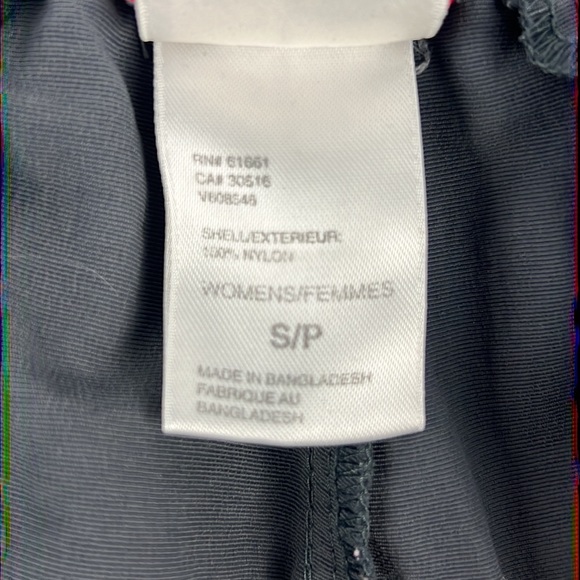 RN# 61661
CA# 30516
V608546
SHELL/EXTERIEUR:
100% NYLON
WOMENS/FEMMES
S/P
MADE IN BANGLADESH
FABRIQUE AU
BANGLADESH